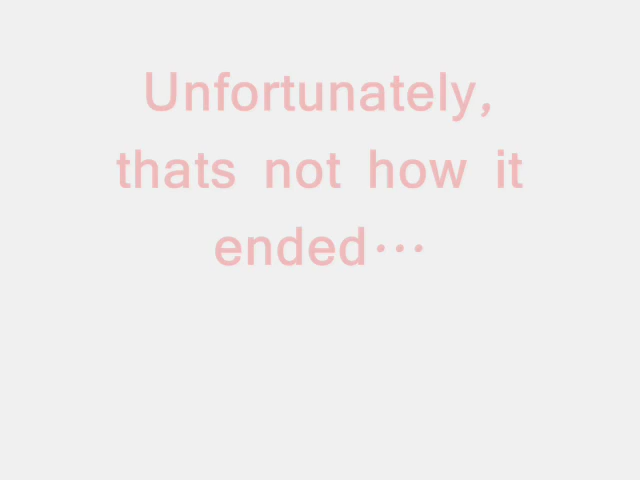 Unfortunately,
thats not how it
ended…